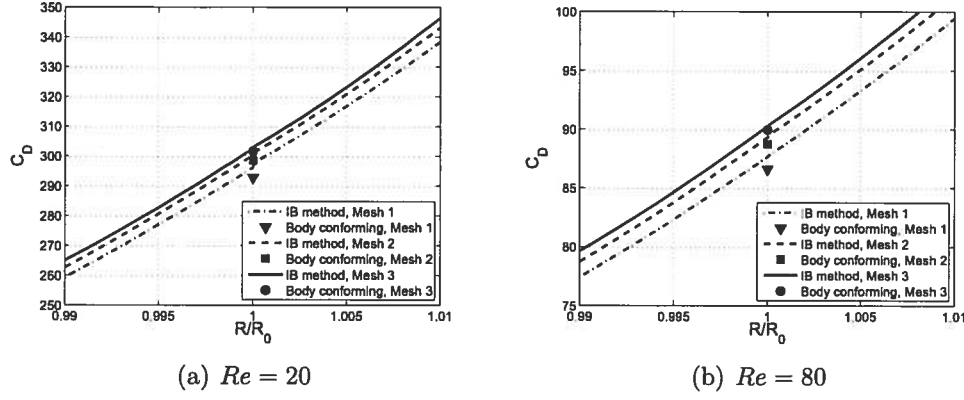 350
340
330
320
310
300
290
280
270
260
250
C_D
0.99
0.995
1
1.005
1.01
R/R_0
IB method, Mesh 1
Body conforming, Mesh 1
IB method, Mesh 2
Body conforming, Mesh 2
IB method, Mesh 3
Body conforming, Mesh 3
(a) Re = 20
100
95
90
85
80
75
C_D
0.99
0.995
1
1.005
1.01
R/R_0
IB method, Mesh 1
Body conforming, Mesh 1
IB method, Mesh 2
Body conforming, Mesh 2
IB method, Mesh 3
Body conforming, Mesh 3
(b) Re = 80